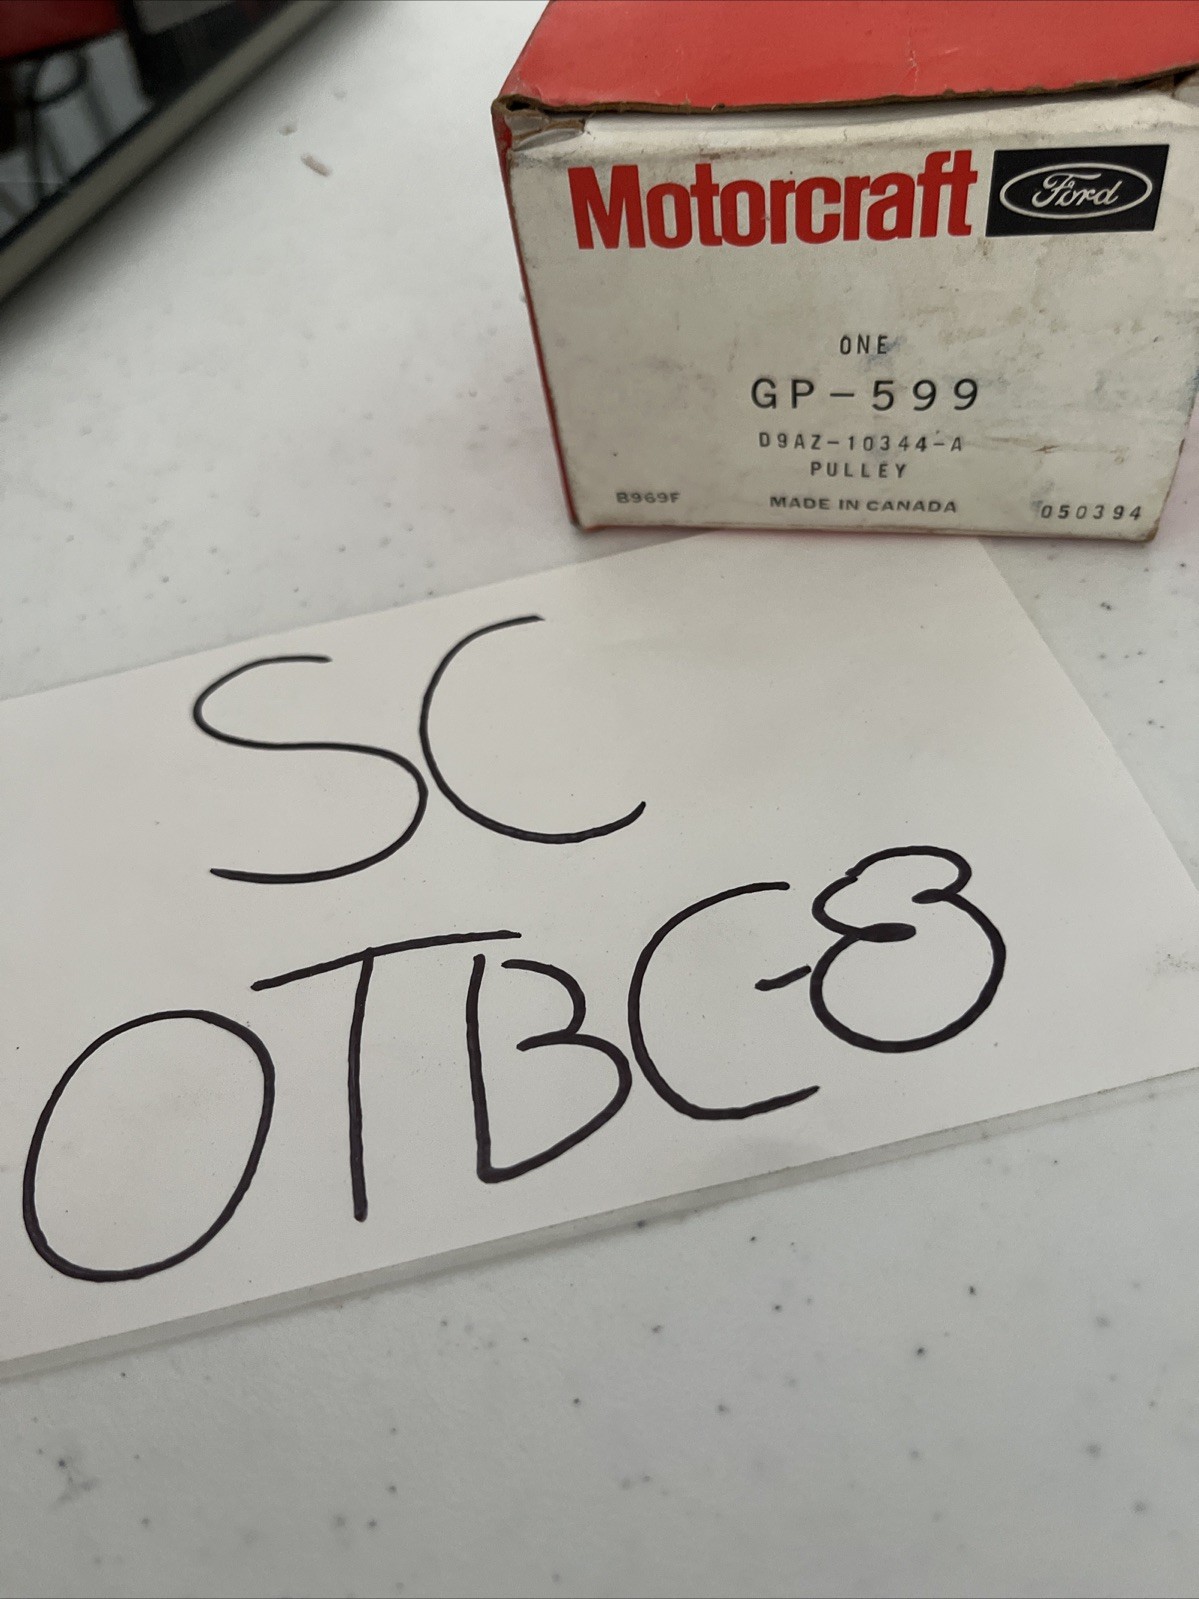 Motorcraft Ford
ONE
GP-599
D9AZ-10344-A
PULLEY
B969F MADE IN CANADA 050394
SC
OTBC-8